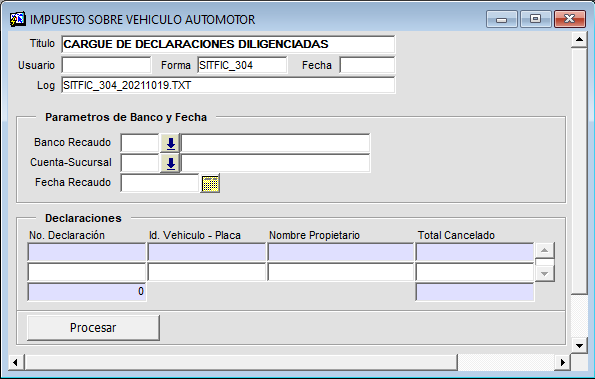 IMPUESTO SOBRE VEHICULO AUTOMOTOR
Titulo CARGUE DE DECLARACIONES DILIGENCIADAS
Usuario Forma SITFIC_304 Fecha
Log SITFIC_304_20211019.TXT
Parametros de Banco y Fecha
Banco Recaudo
Cuenta-Sucursal
Fecha Recaudo
Declaraciones
No. Declaración Id. Vehiculo - Placa Nombre Propietario Total Cancelado
0
Procesar